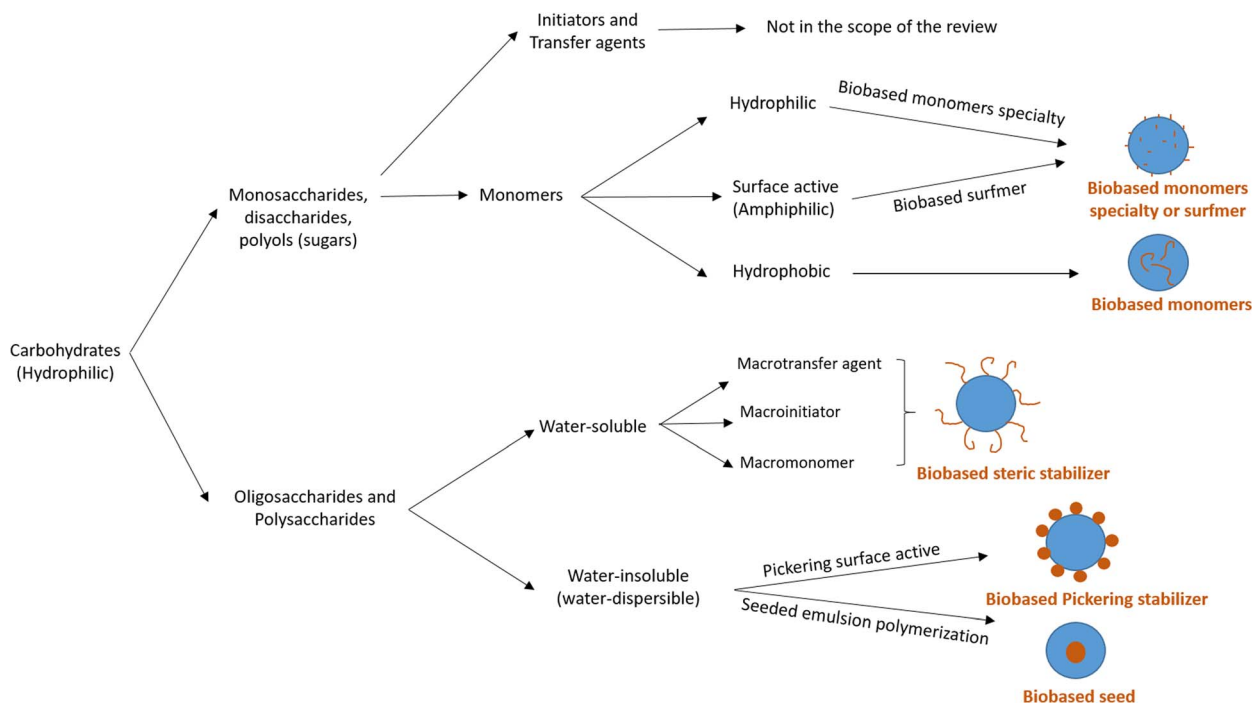 Initiators and
Transfer agents
Not in the scope of the review
Hydrophilic
Biobased monomers specialty
Monosaccharides,
disaccharides,
polyols (sugars)
Monomers
Surface active
(Amphiphilic)
Biobased surfmer
Biobased monomers
specialty or surfmer
Hydrophobic
Biobased monomers
Carbohydrates
(Hydrophilic)
Macrotransfer agent
Water-soluble
Macroinitiator
Macromonomer
Biobased steric stabilizer
Oligosaccharides and
Polysaccharides
Water-insoluble
(water-dispersible)
Pickering surface active
Biobased Pickering stabilizer
Seeded emulsion polymerization
Biobased seed